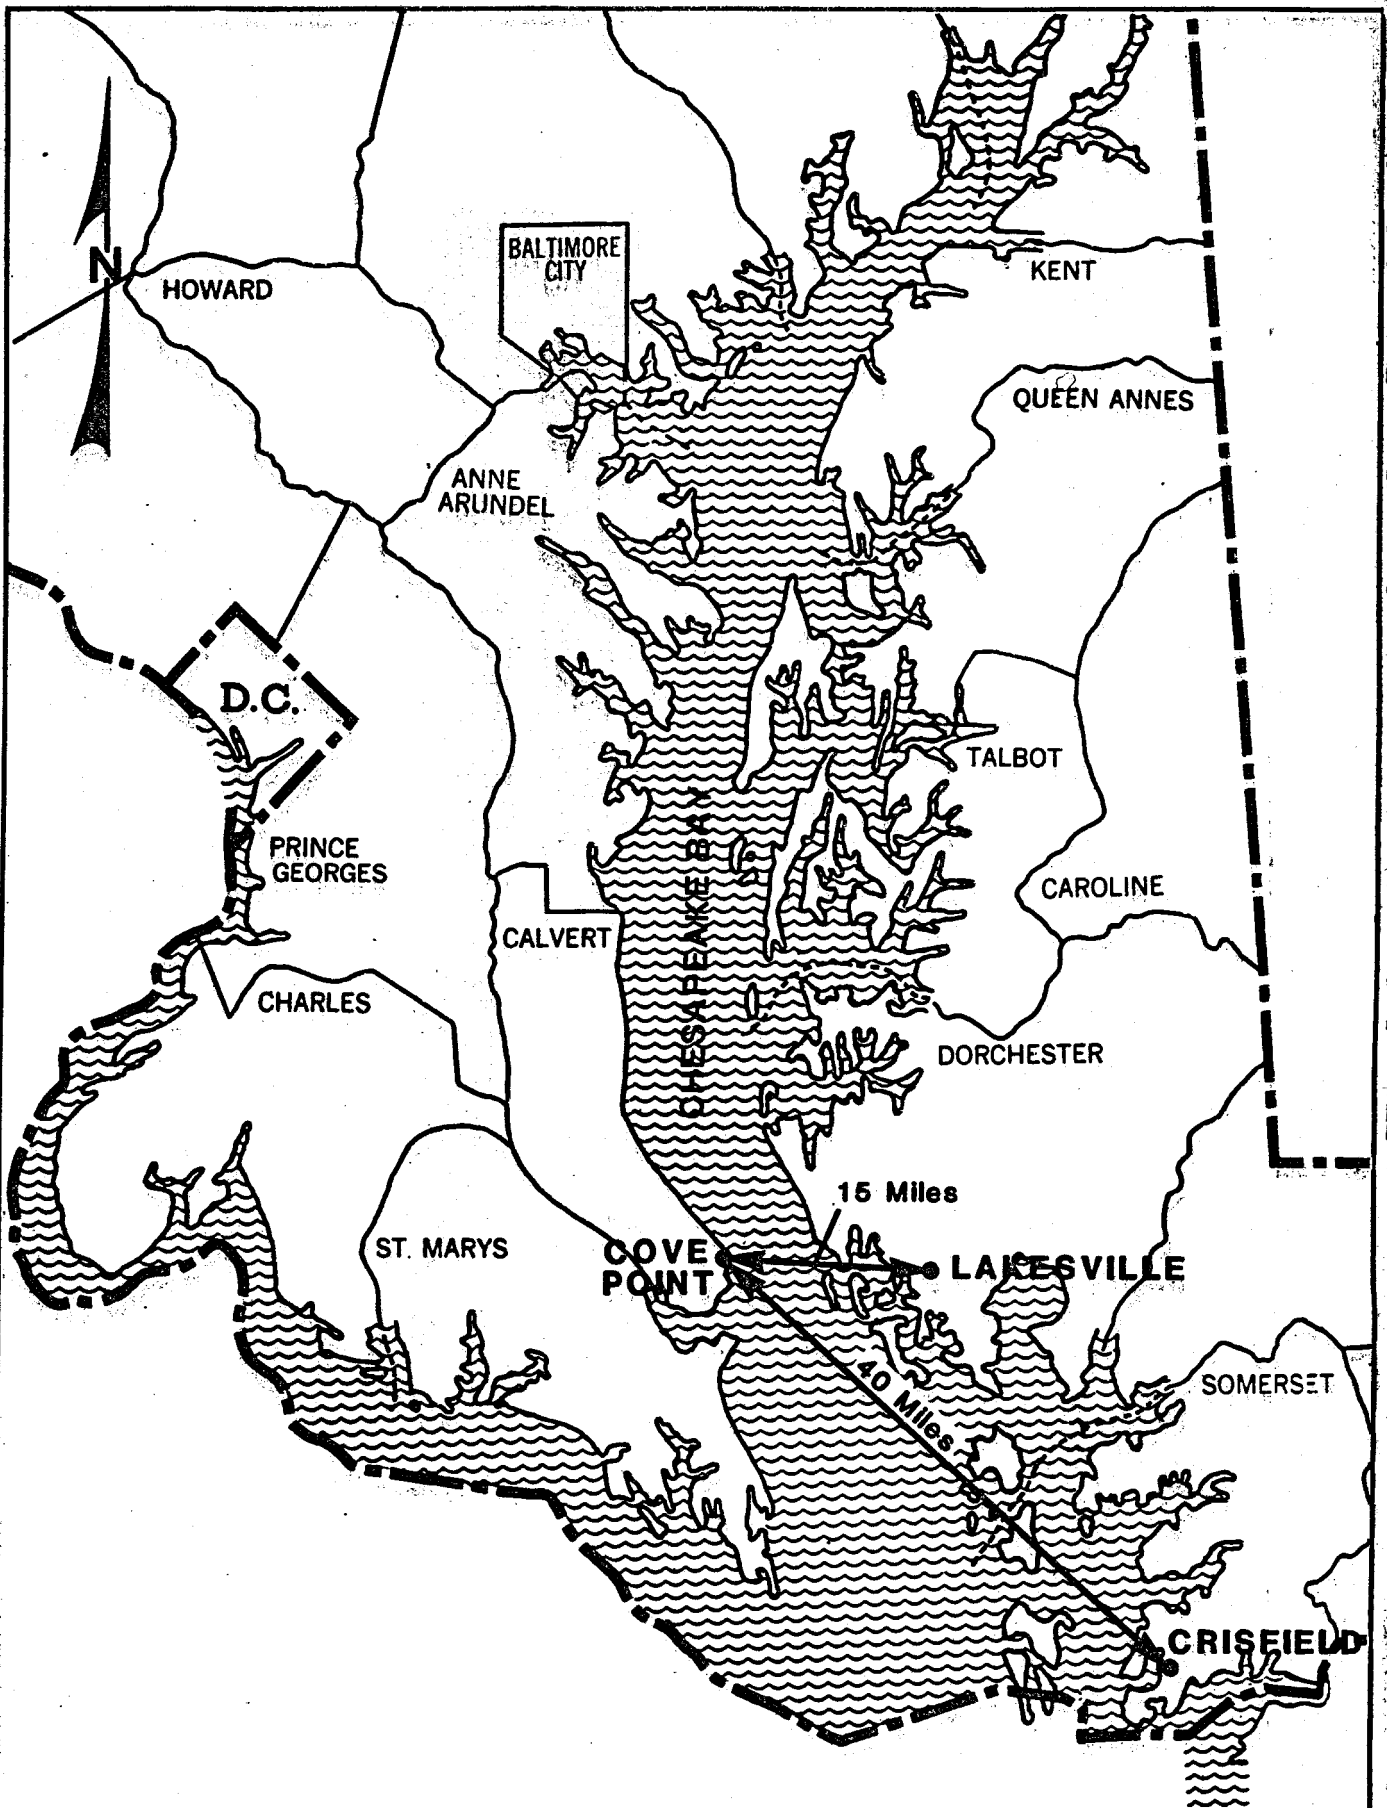 BALTIMORE
CITY
N
HOWARD
KENT
QUEEN ANNES
ANNE
ARUNDEL
D.C.
TALBOT
PRINCE
GEORGES
CHESAPEAKE BAY
CAROLINE
CALVERT
CHARLES
DORCHESTER
15 Miles
ST. MARYS
COVE
POINT
LAKESVILLE
40 Miles
SOMERSET
CRISFIELD